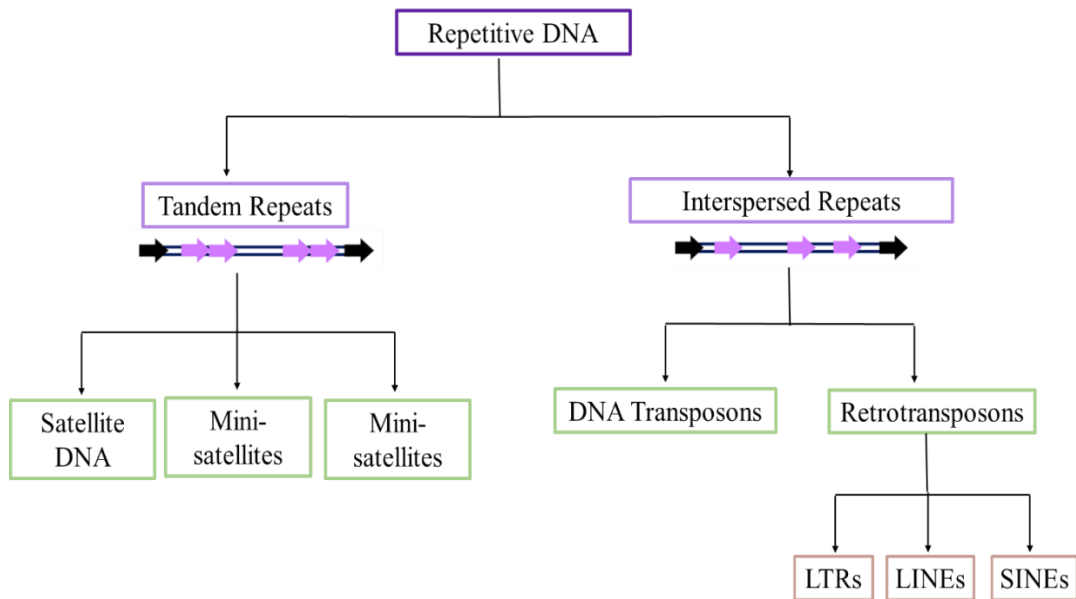 Repetitive DNA
Tandem Repeats
Interspersed Repeats
Satellite
DNA
Mini-
satellites
Mini-
satellites
DNA Transposons
Retrotransposons
LTRs
LINEs
SINEs